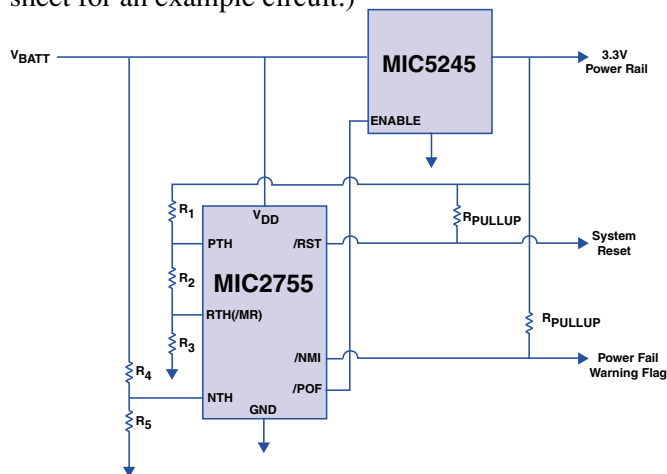 sheet for an example circuit.)
VBATT
MIC5245
3.3V
Power Rail
ENABLE
R1
VDD
RPULLUP
PTH
/RST
System
Reset
R2
MIC2755
RTH(/MR)
RPULLUP
R3
/NMI
Power Fail
Warning Flag
R4
/POF
NTH
GND
R5